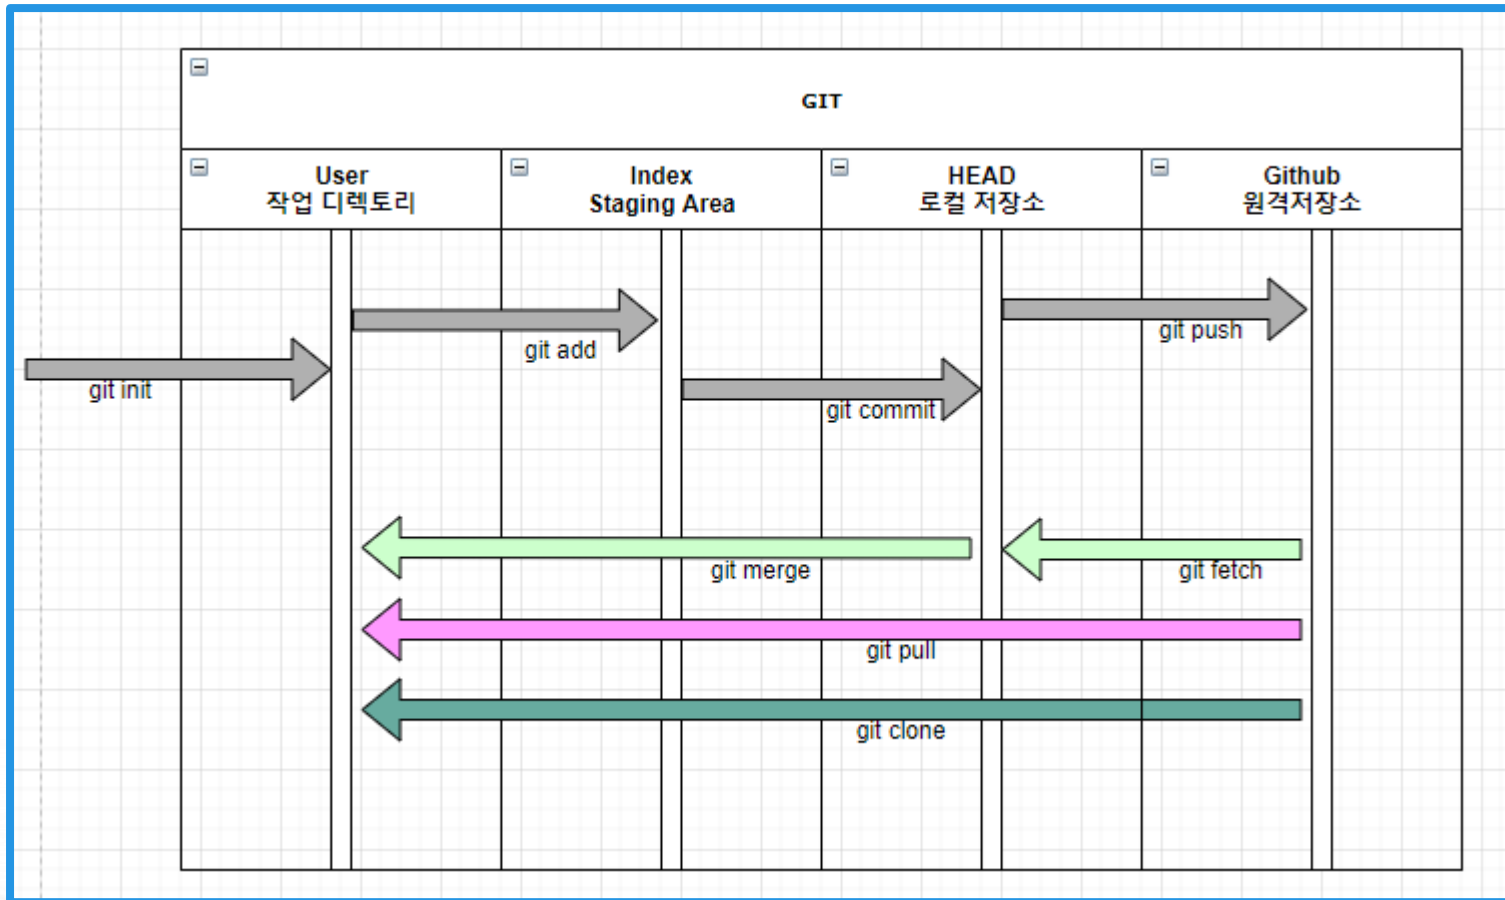 GIT
User
작업 디렉토리
Index
Staging Area
HEAD
로컬 저장소
Github
원격저장소
git add
git push
git init
git commit
git merge
git fetch
git pull
git clone